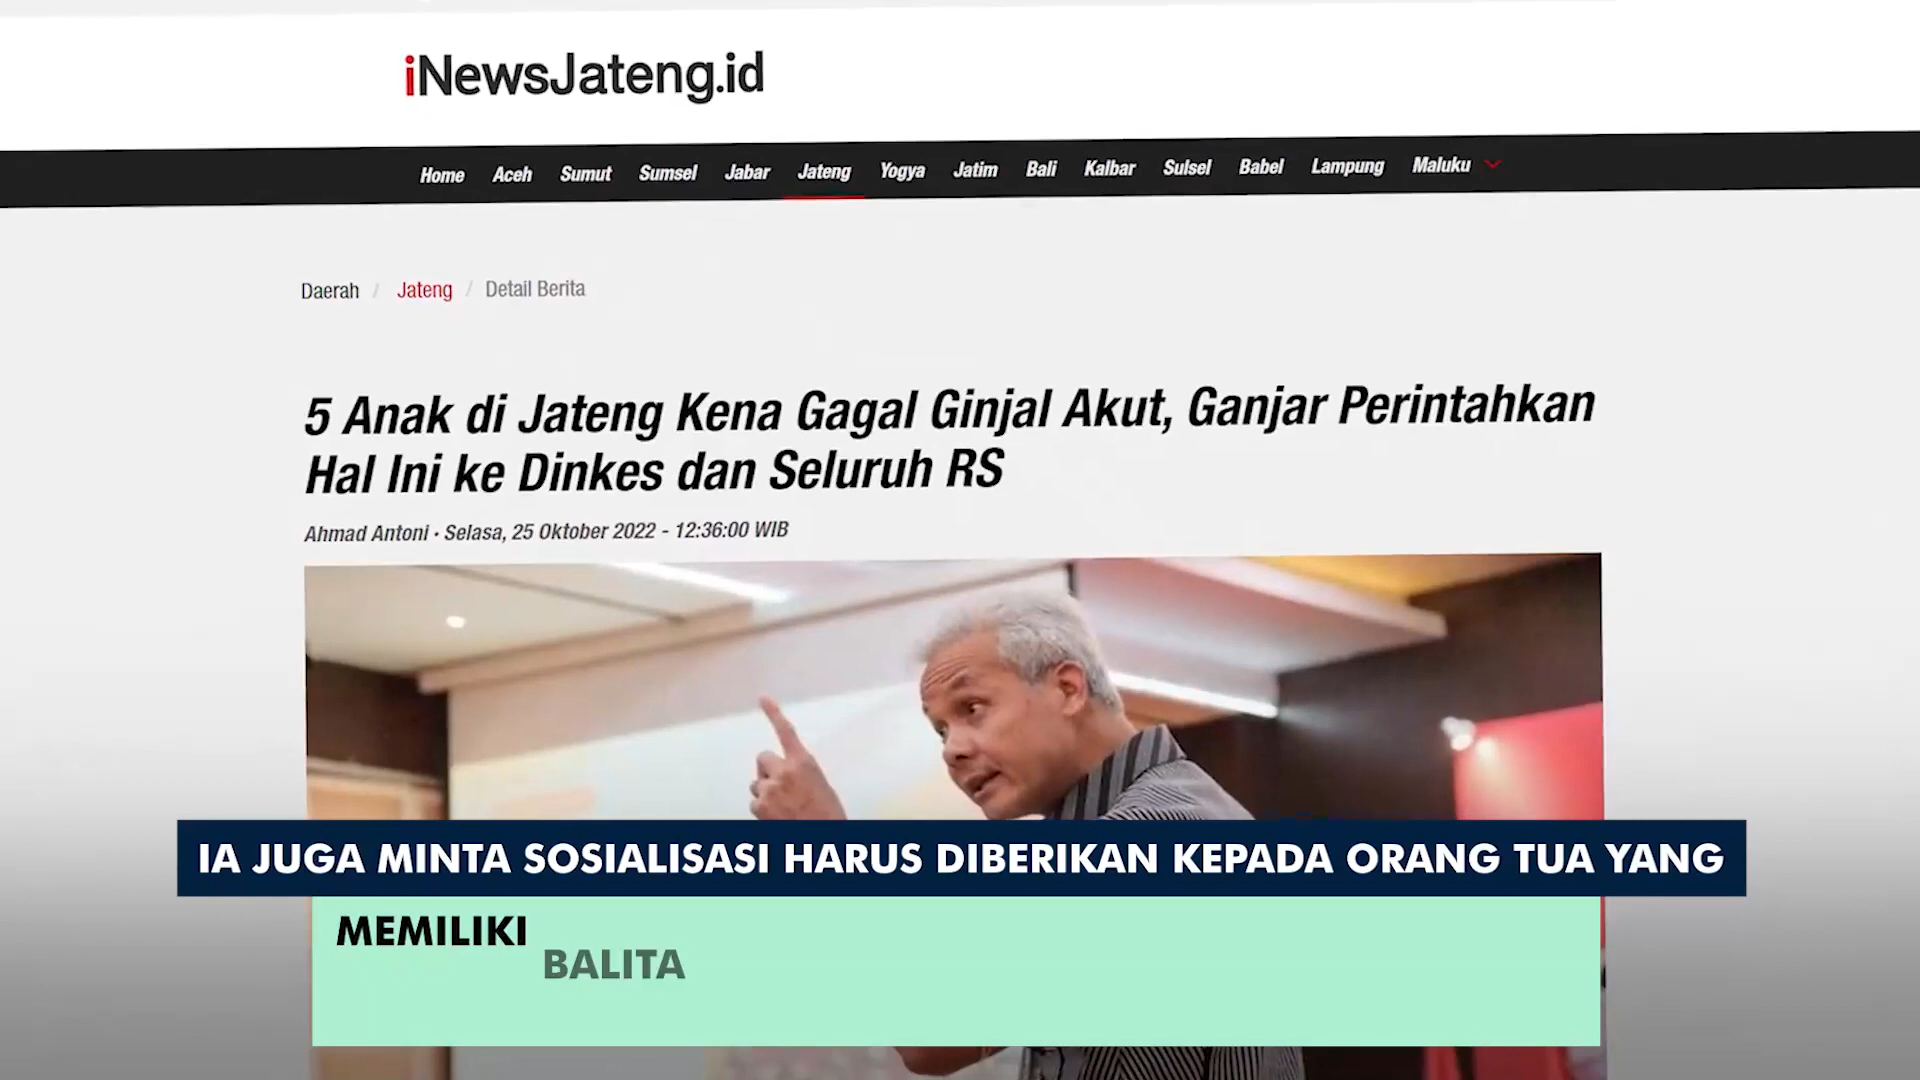 iNewsJateng.id
Home Aceh Sumut Sumsel Jabar Jateng Yogya Jatim Bali Kalbar Sulsel Babel Lampung Maluku
Daerah / Jateng / Detail Berita
5 Anak di Jateng Kena Gagal Ginjal Akut, Ganjar Perintahkan
Hal Ini ke Dinkes dan Seluruh RS
Ahmad Antoni • Selasa, 25 Oktober 2022 - 12:36:00 WIB
IA JUGA MINTA SOSIALISASI HARUS DIBERIKAN KEPADA ORANG TUA YANG
MEMILIKI
BALITA